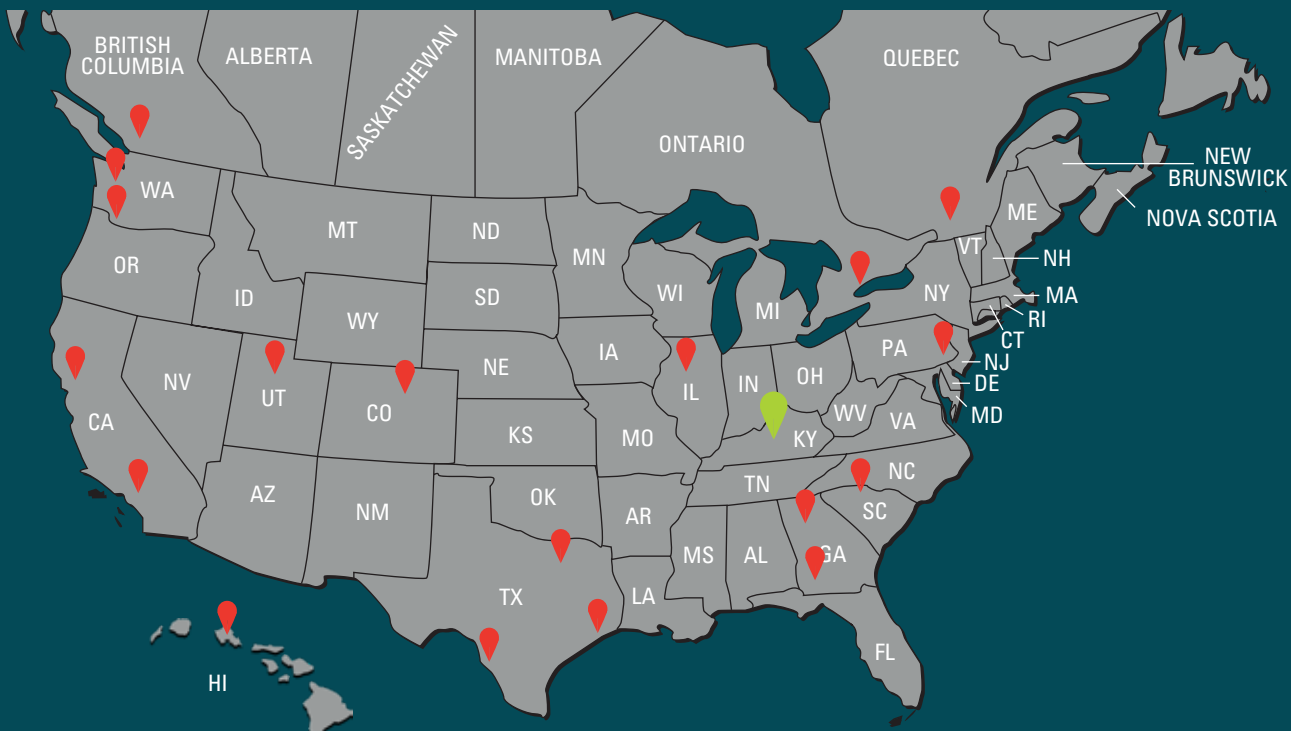 BRITISH
COLUMBIA
ALBERTA
SASKATCHEWAN
MANITOBA
ONTARIO
QUEBEC
NEW
BRUNSWICK
NOVA SCOTIA
WA
MT
ND
MN
ME
VT
NH
OR
ID
SD
WI
MI
NY
MA
RI
CT
WY
IA
PA
NJ
NE
NV
UT
CO
IL
IN
OH
DE
MD
CA
KS
MO
WV
VA
KY
AZ
NM
OK
AR
TN
NC
SC
MS
AL
GA
TX
LA
FL
HI